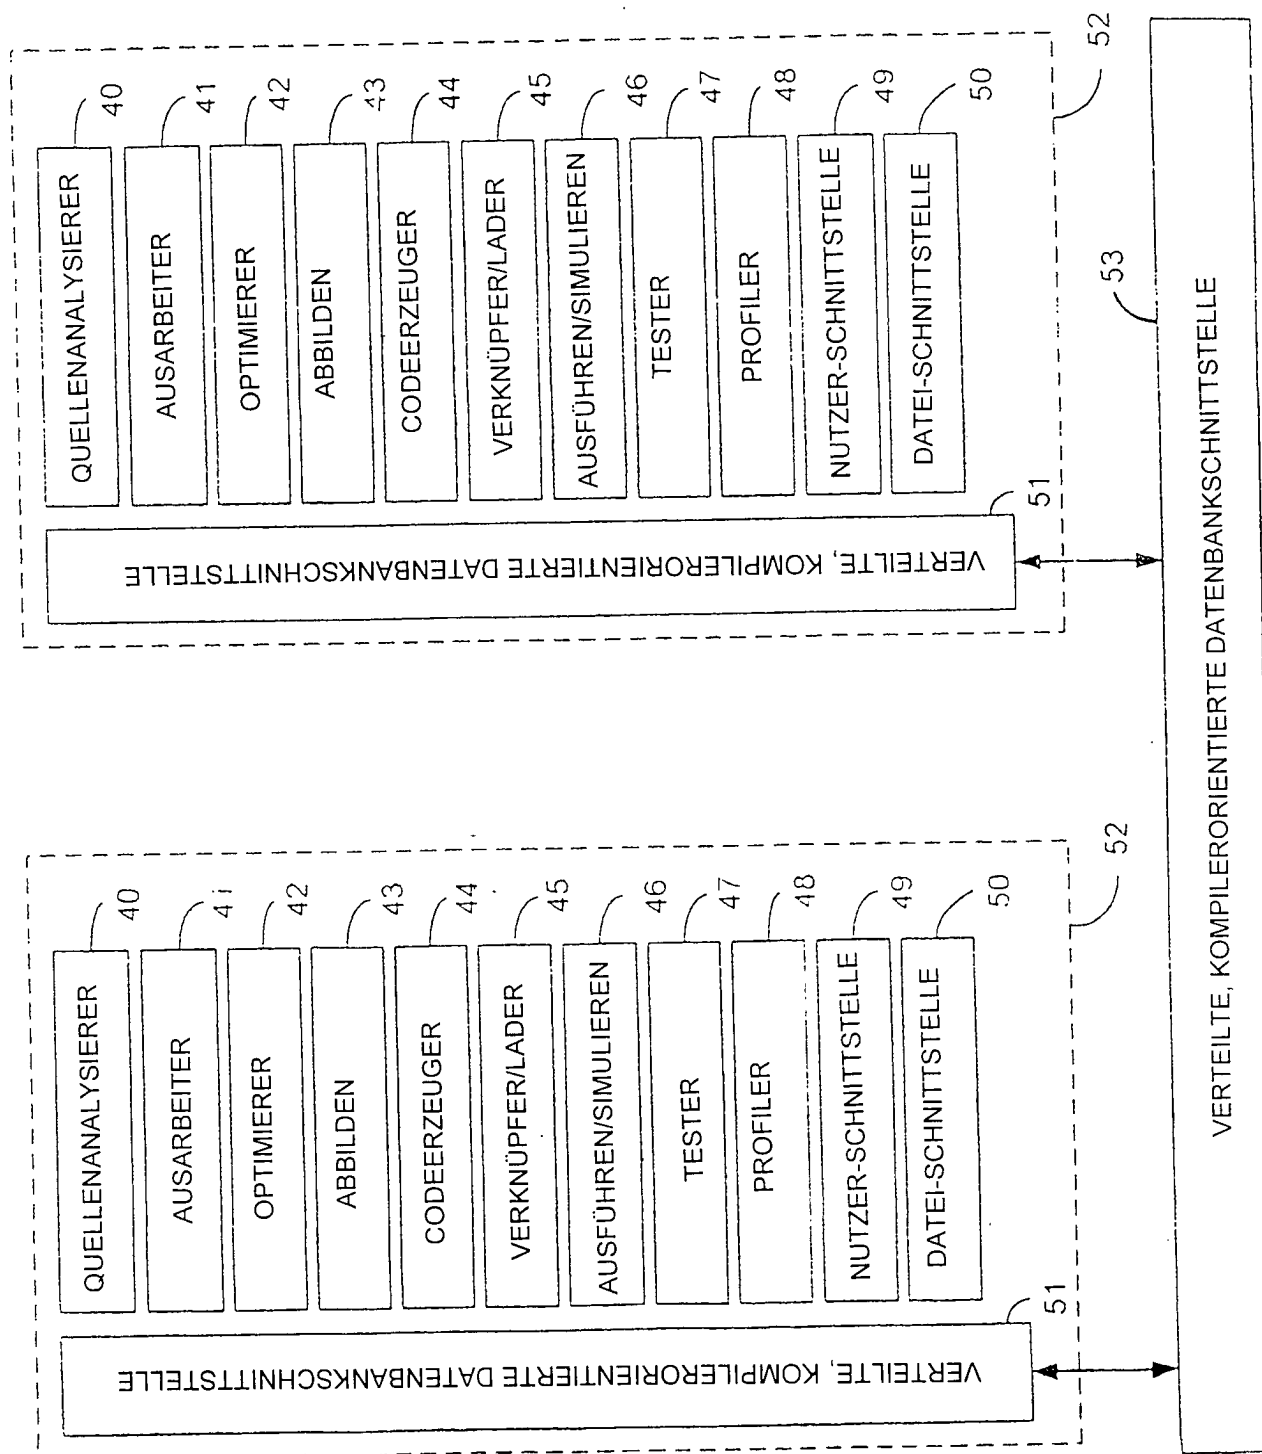 QUELLENANALYSIERER 40
AUSARBEITER 41
OPTIMIERER 42
ABBILDEN 43
CODEERZEUGER 44
VERKNÜPFER/LADER 45
AUSFÜHREN/SIMULIEREN 46
TESTER 47
PROFILER 48
NUTZER-SCHNITTSTELLE 49
DATEI-SCHNITTSTELLE 50
VERTEILTE, KOMPILERORIENTIERTE DATENBANKSCHNITTSTELLE
51
52
QUELLENANALYSIERER 40
AUSARBEITER 41
OPTIMIERER 42
ABBILDEN 43
CODEERZEUGER 44
VERKNÜPFER/LADER 45
AUSFÜHREN/SIMULIEREN 46
TESTER 47
PROFILER 48
NUTZER-SCHNITTSTELLE 49
DATEI-SCHNITTSTELLE 50
VERTEILTE, KOMPILERORIENTIERTE DATENBANKSCHNITTSTELLE
51
52
53
VERTEILTE, KOMPILERORIENTIERTE DATENBANKSCHNITTSTELLE